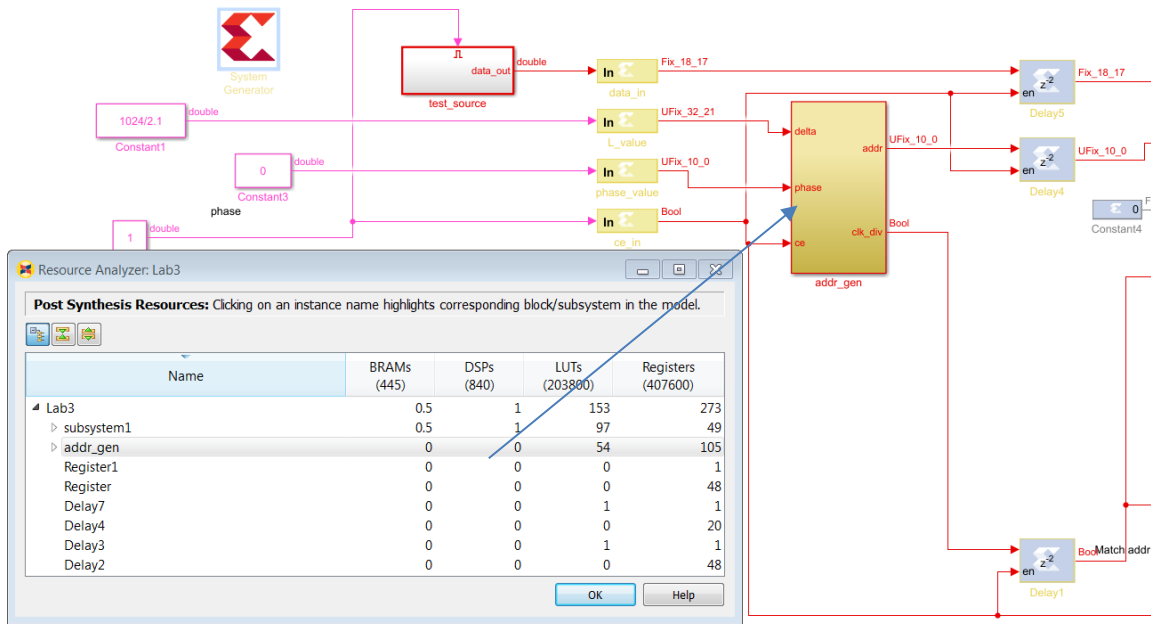 System
Generator
1024/2.1
double
Constant1
0
double
Constant3
phase
1
double
data_out
double
test_source
In
Fix_18_17
data_in
In
UFix_32_21
L_value
In
UFix_10_0
phase_value
In
Bool
ce_in
delta
addr
UFix_10_0
phase
ce
clk_div
Bool
addr_gen
z-2
en
Fix_18_17
Delay5
z-2
en
UFix_10_0
Delay4
0
F
Constant4
z-2
en
Bool
Match addr
Delay1
Resource Analyzer: Lab3
Post Synthesis Resources: Clicking on an instance name highlights corresponding block/subsystem in the model.
Name BRAMs (445) DSPs (840) LUTs (203800) Registers (407600)
Lab3 0.5 1 153 273
subsystem1 0.5 1 97 49
addr_gen 0 0 54 105
Register1 0 0 0 1
Register 0 0 0 48
Delay7 0 0 1 1
Delay4 0 0 0 20
Delay3 0 0 1 1
Delay2 0 0 0 48
OK Help